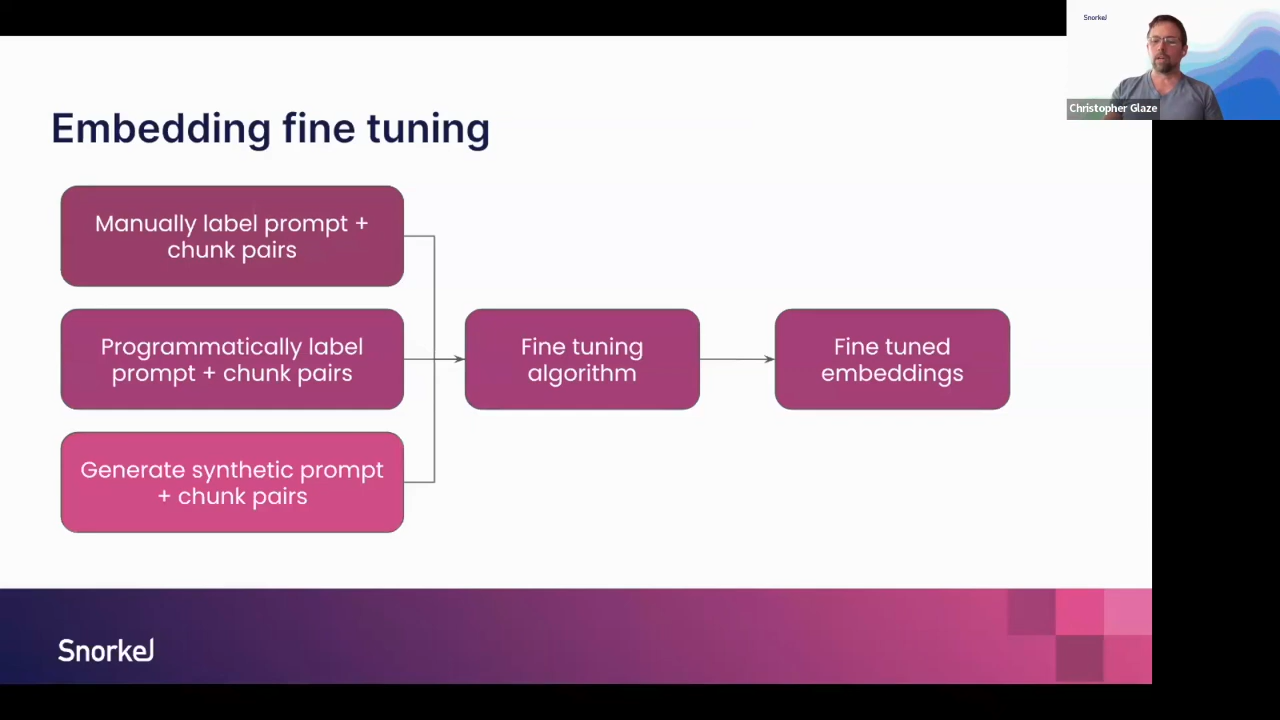 Snorkel
Christopher Glaze
Embedding fine tuning
Manually label prompt +
chunk pairs
Programmatically label
prompt + chunk pairs
Generate synthetic prompt
+ chunk pairs
Fine tuning
algorithm
Fine tuned
embeddings
Snorkel